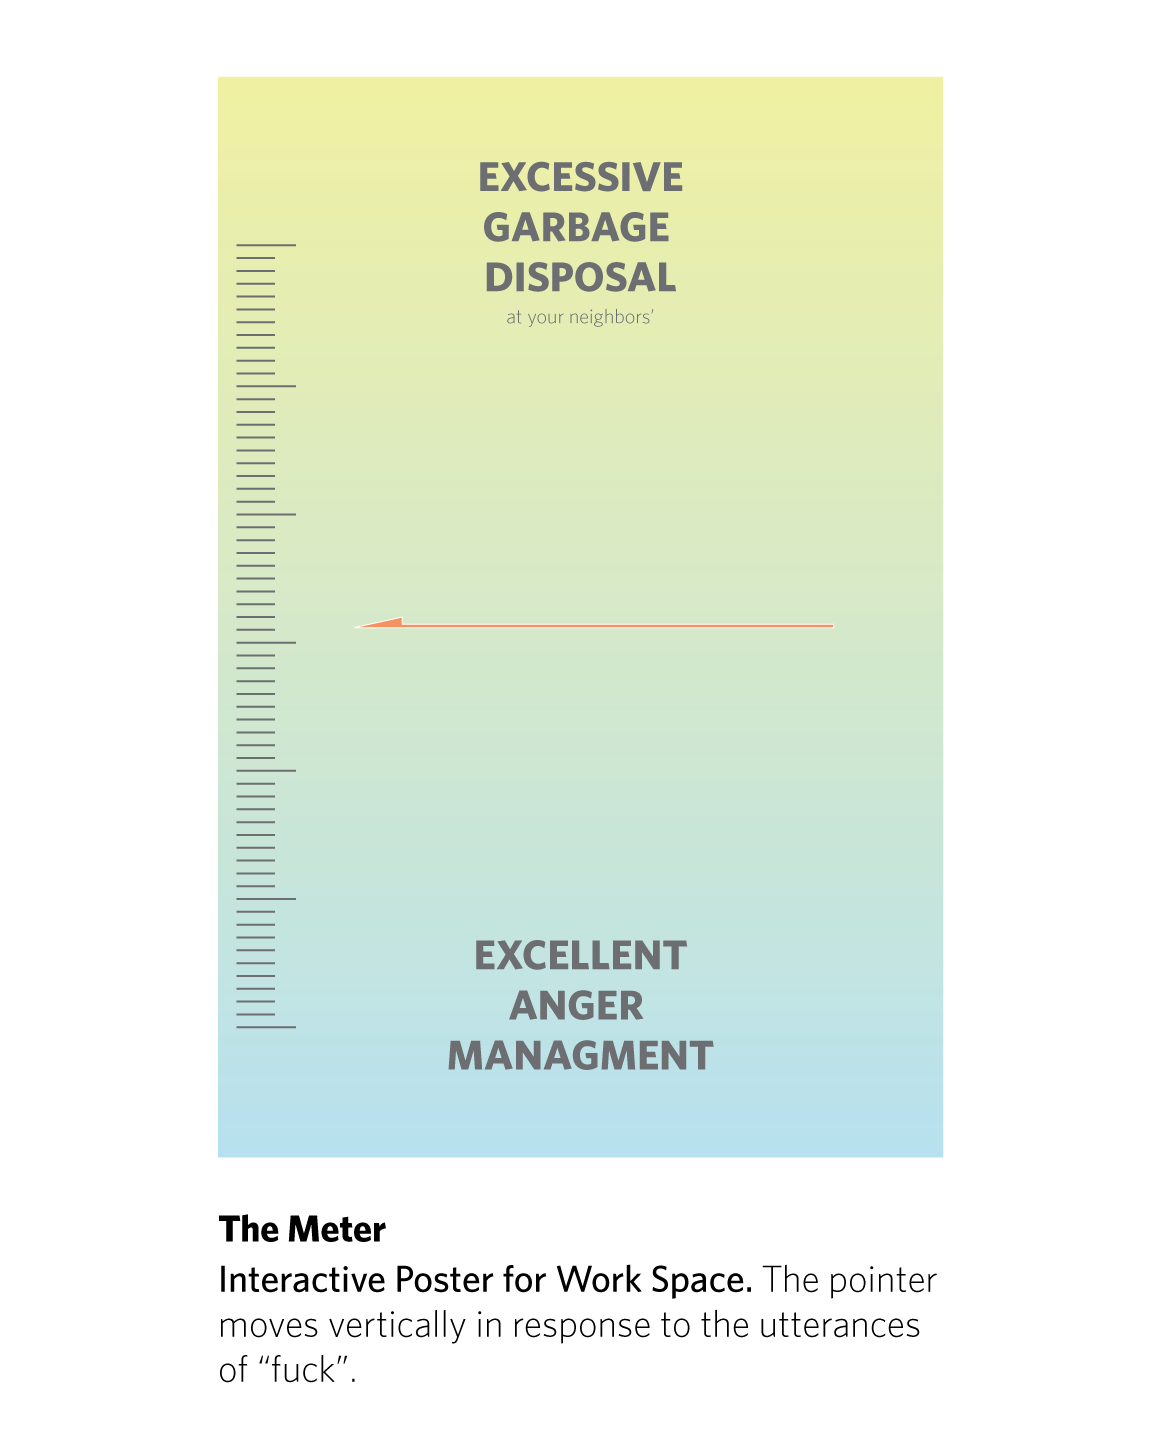 EXCESSIVE
GARBAGE
DISPOSAL
at your neighbors’
EXCELLENT
ANGER
MANAGMENT
The Meter
Interactive Poster for Work Space. The pointer
moves vertically in response to the utterances
of “fuck”.